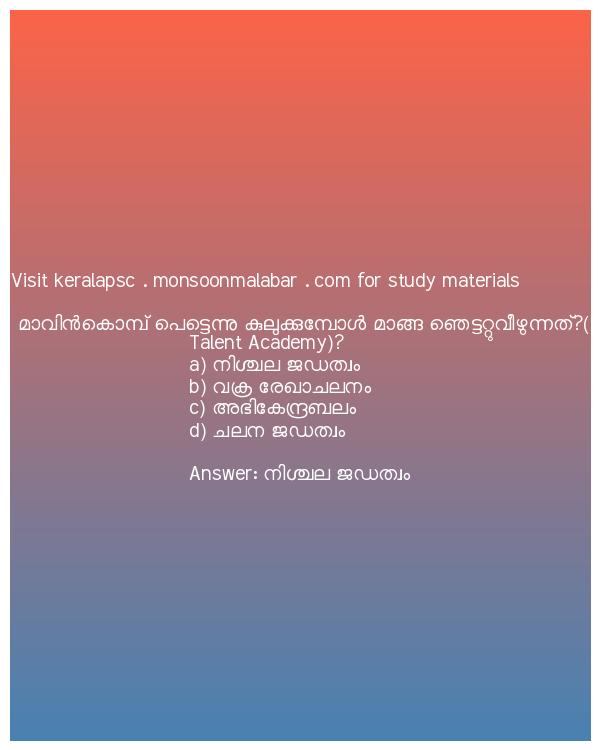 Visit keralapsc . monsoonmalabar . com for study materials
മാവിൻകൊമ്പ് പെട്ടെന്നു കുലുക്കുമ്പോൾ മാങ്ങ ഞെട്ടറ്റുവീഴുന്നത്?(
Talent Academy)?
a) നിശ്ചല ജഡത്വം
b) വക്ര രേഖാചലനം
c) അഭികേന്ദ്രബലം
d) ചലന ജഡത്വം
Answer: നിശ്ചല ജഡത്വം